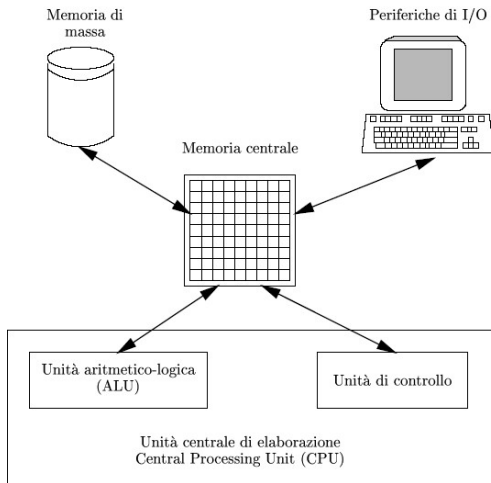 Memoria di
massa
Periferiche di I/O
Memoria centrale
Unità aritmetico-logica
(ALU)
Unità di controllo
Unità centrale di elaborazione
Central Processing Unit (CPU)